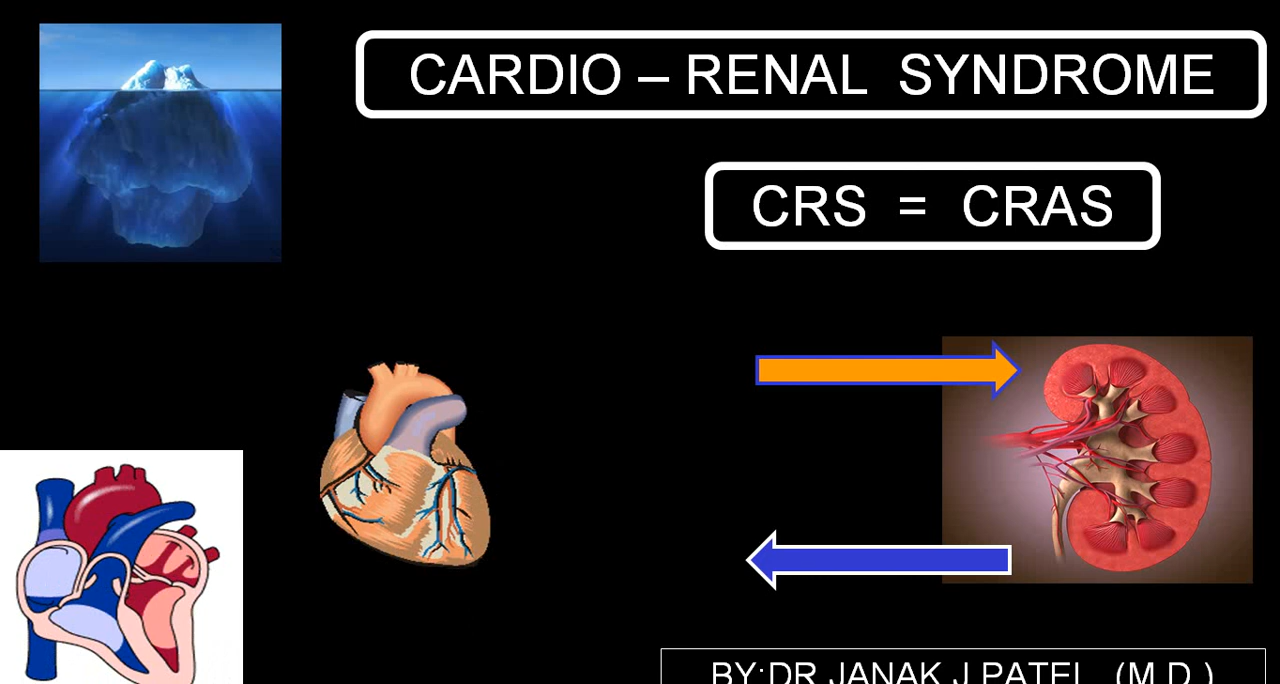 CARDIO – RENAL SYNDROME
CRS = CRAS
BY:DR JANAK J PATEL (M.D.)